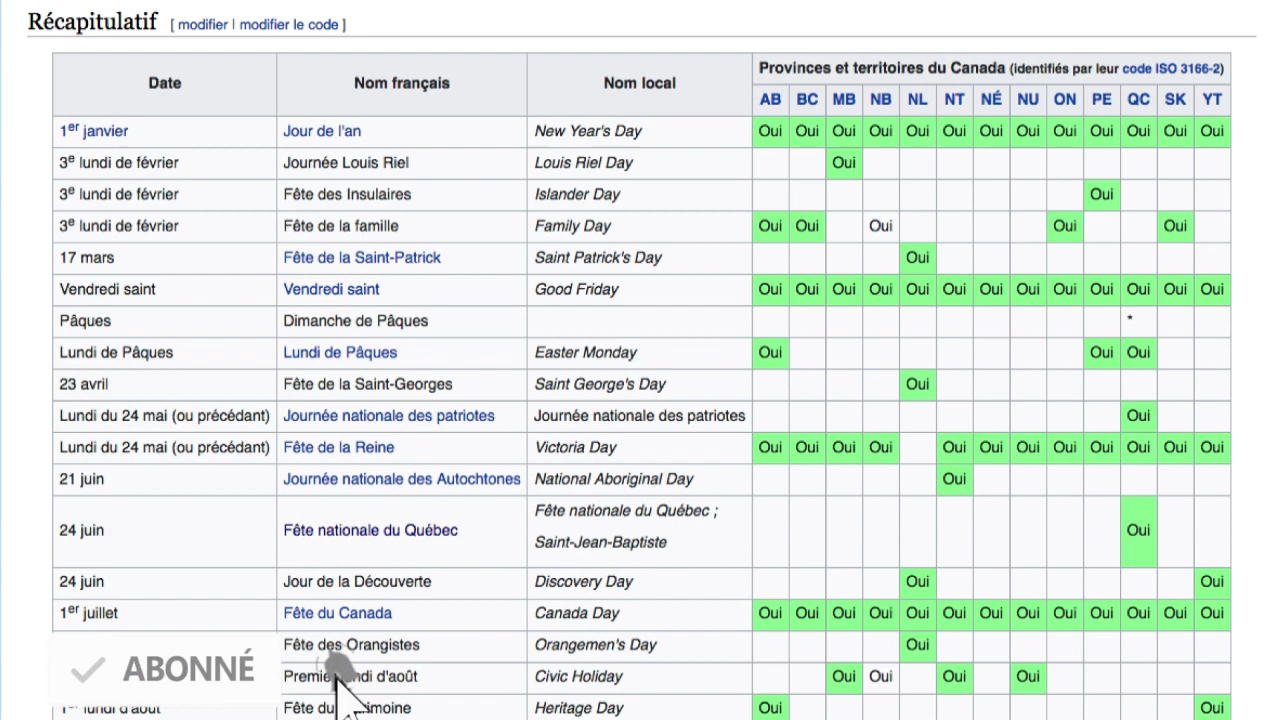 Récapitulatif [ modifier | modifier le code ]
Date Nom français Nom local Provinces et territoires du Canada (identifiés par leur code ISO 3166-2)
AB BC MB NB NL NT NÉ NU ON PE QC SK YT
1er janvier Jour de l'an New Year's Day Oui Oui Oui Oui Oui Oui Oui Oui Oui Oui Oui Oui Oui
3e lundi de février Journée Louis Riel Louis Riel Day Oui
3e lundi de février Fête des Insulaires Islander Day Oui
3e lundi de février Fête de la famille Family Day Oui Oui Oui Oui Oui
17 mars Fête de la Saint-Patrick Saint Patrick's Day Oui
Vendredi saint Vendredi saint Good Friday Oui Oui Oui Oui Oui Oui Oui Oui Oui Oui Oui Oui Oui
Pâques Dimanche de Pâques *
Lundi de Pâques Lundi de Pâques Easter Monday Oui Oui Oui
23 avril Fête de la Saint-Georges Saint George's Day Oui
Lundi du 24 mai (ou précédant) Journée nationale des patriotes Journée nationale des patriotes Oui
Lundi du 24 mai (ou précédant) Fête de la Reine Victoria Day Oui Oui Oui Oui Oui Oui Oui Oui Oui Oui Oui Oui
21 juin Journée nationale des Autochtones National Aboriginal Day Oui
24 juin Fête nationale du Québec Fête nationale du Québec ; Oui
Saint-Jean-Baptiste
24 juin Jour de la Découverte Discovery Day Oui Oui
1er juillet Fête du Canada Canada Day Oui Oui Oui Oui Oui Oui Oui Oui Oui Oui Oui Oui Oui
Fête des Orangistes Orangemen's Day Oui
ABONNÉ
d'août Civic Holiday Oui Oui Oui Oui
lundi d'août Fête du Heritage Day Oui Oui